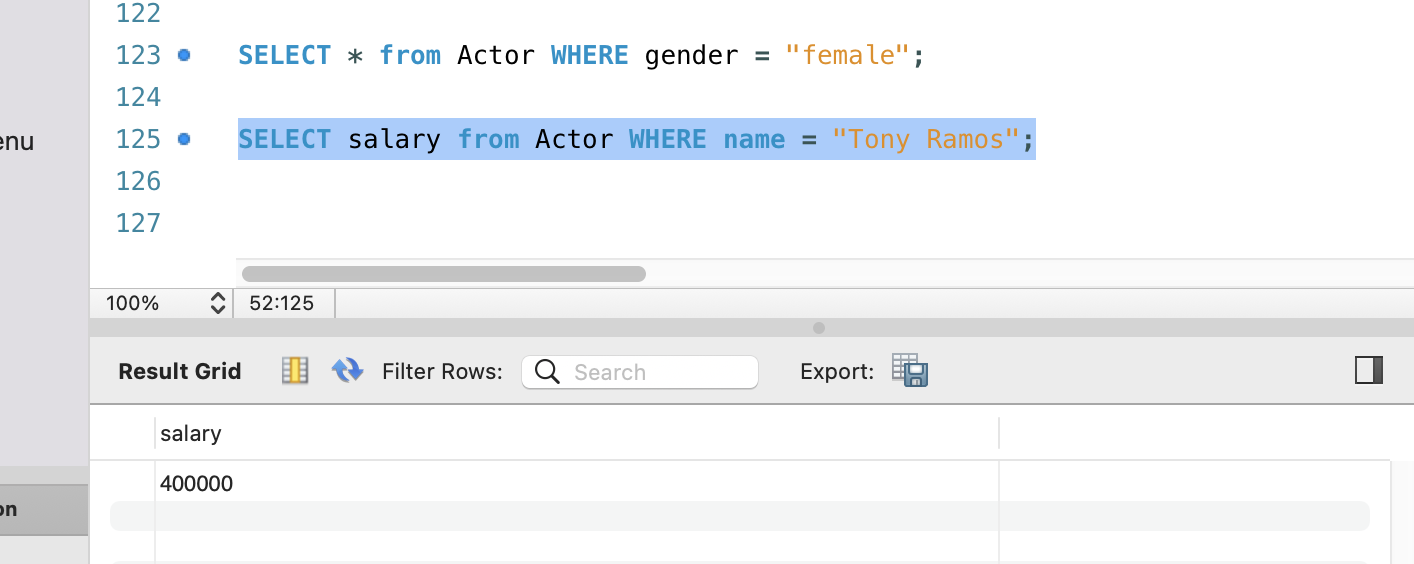 122
123 SELECT * from Actor WHERE gender = "female";
124
enu
125 SELECT salary from Actor WHERE name = "Tony Ramos";
126
127
100% 52:125
Result Grid Filter Rows: Search Export:
salary
400000
on